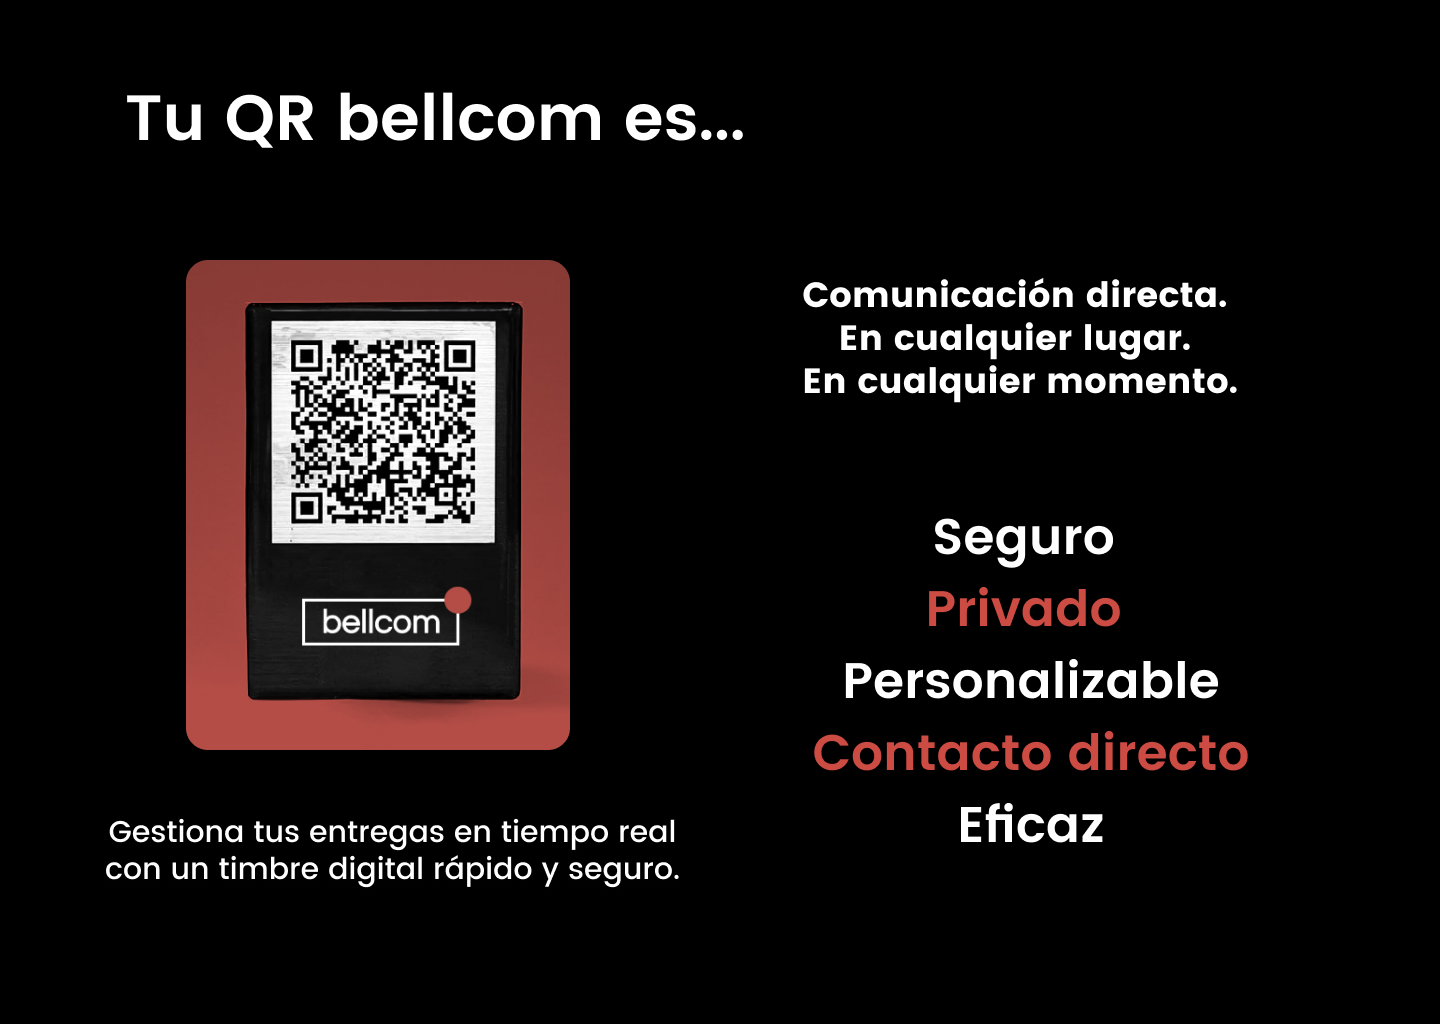 Tu QR bellcom es...
bellcom
Gestiona tus entregas en tiempo real
con un timbre digital rápido y seguro.
Comunicación directa.
En cualquier lugar.
En cualquier momento.
Seguro
Privado
Personalizable
Contacto directo
Eficaz